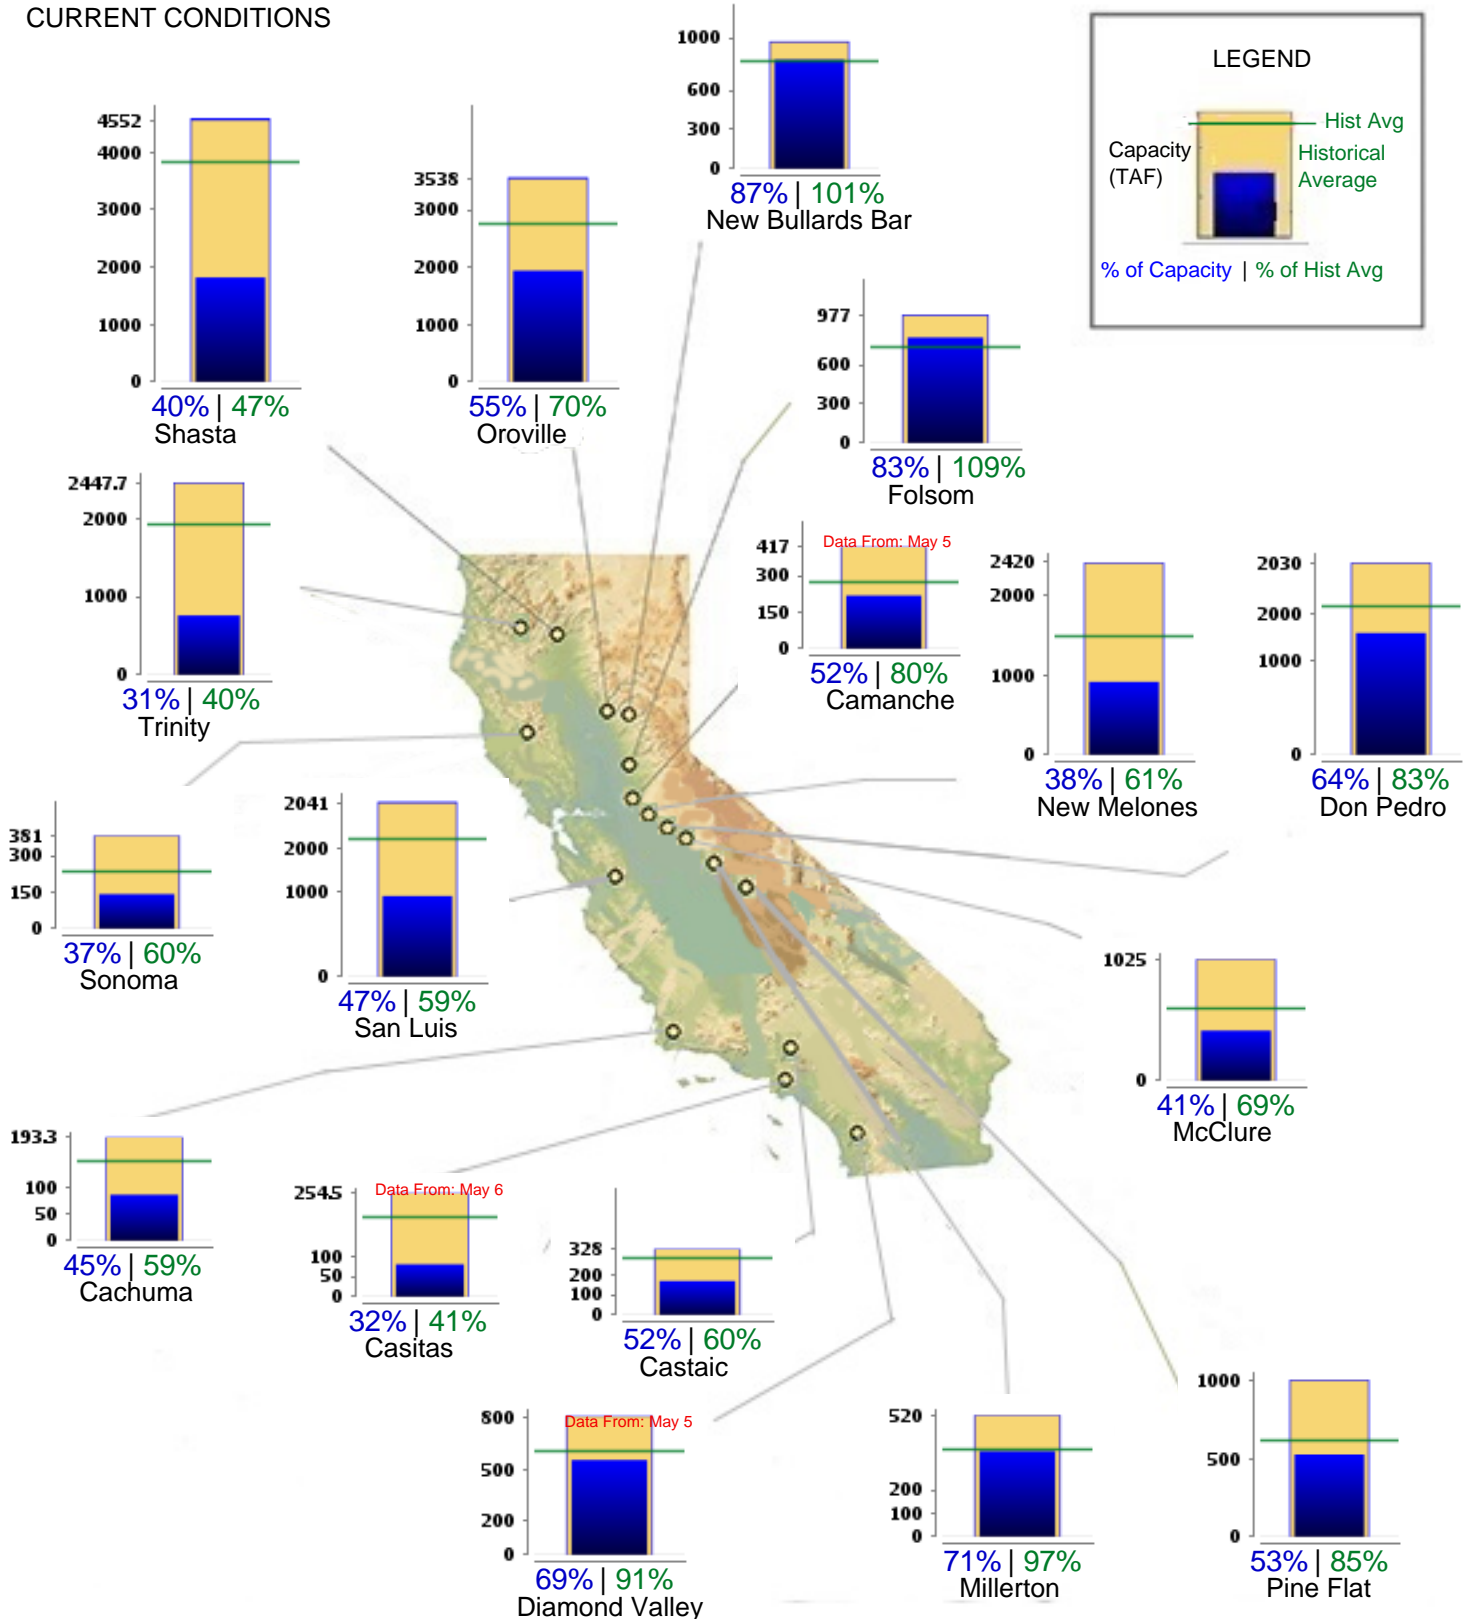 CURRENT CONDITIONS
LEGEND
Hist Avg
Capacity
(TAF)
Historical
Average
% of Capacity | % of Hist Avg
1000
600
300
0
87% | 101%
New Bullards Bar
4552
4000
3000
2000
1000
0
40% | 47%
Shasta
3538
3000
2000
1000
0
55% | 70%
Oroville
977
600
300
0
83% | 109%
Folsom
2447.7
2000
1000
0
31% | 40%
Trinity
Data From: May 5
417
300
150
0
52% | 80%
Camanche
2420
2000
1000
0
38% | 61%
New Melones
2030
2000
1000
0
64% | 83%
Don Pedro
381
300
150
0
37% | 60%
Sonoma
2041
2000
1000
0
47% | 59%
San Luis
1025
0
41% | 69%
McClure
193.3
100
50
0
45% | 59%
Cachuma
Data From: May 6
254.5
100
50
0
32% | 41%
Casitas
328
200
100
0
52% | 60%
Castaic
Data From: May 5
800
500
200
0
69% | 91%
Diamond Valley
520
200
100
0
71% | 97%
Millerton
1000
500
0
53% | 85%
Pine Flat